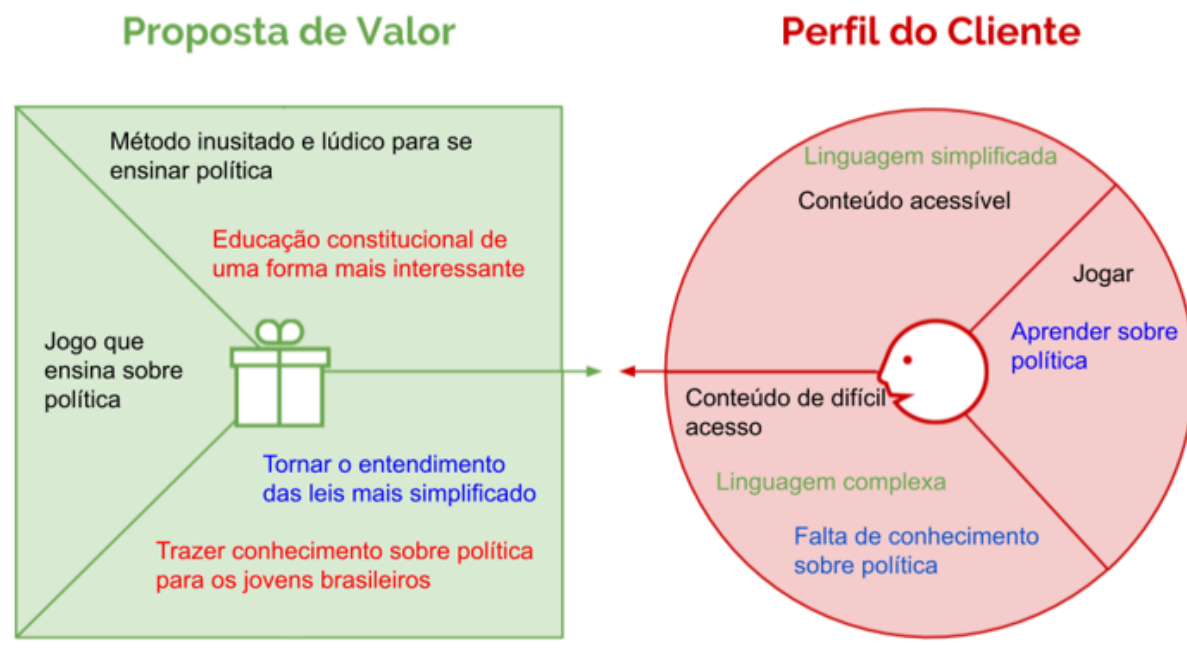 Proposta de Valor
Método inusitado e lúdico para se
ensinar política
Educação constitucional de
uma forma mais interessante
Jogo que
ensina sobre
política
Tornar o entendimento
das leis mais simplificado
Trazer conhecimento sobre política
para os jovens brasileiros
Perfil do Cliente
Linguagem simplificada
Conteúdo acessível
Jogar
Aprender sobre
política
Conteúdo de difícil
acesso
Linguagem complexa
Falta de conhecimento
sobre política